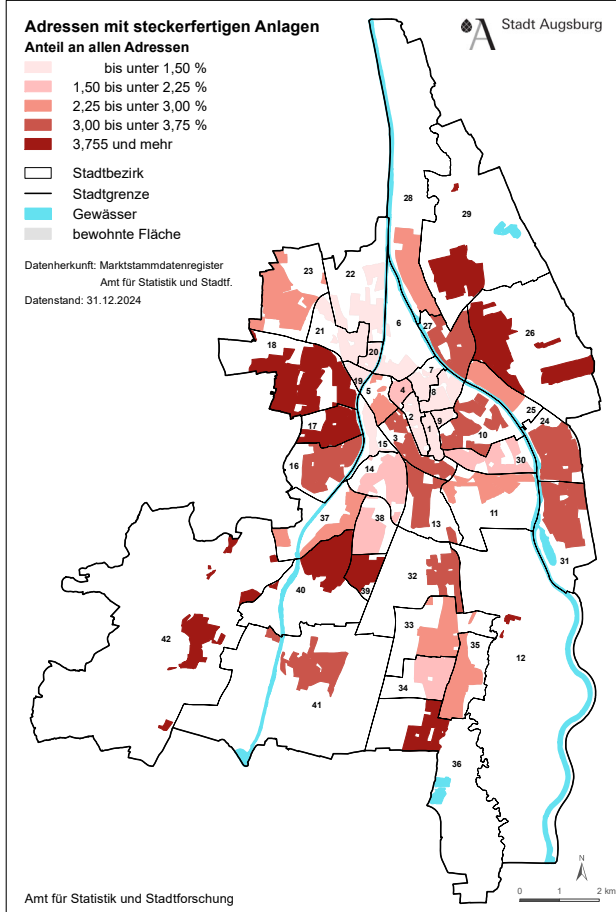 Adressen mit steckerfertigen Anlagen
Anteil an allen Adressen
bis unter 1,50 %
1,50 bis unter 2,25 %
2,25 bis unter 3,00 %
3,00 bis unter 3,75 %
3,755 und mehr
Stadtbezirk
Stadtgrenze
Gewässer
bewohnte Fläche
Datenherkunft: Marktstammdatenregister
Amt für Statistik und Stadtf.
Datenstand: 31.12.2024
A Stadt Augsburg
28
29
23
22
21
6
27
26
18
20
7
19
5
4
8
25
17
2
9
24
1
10
3
15
30
16
14
37
38
11
13
31
32
40
39
33
42
35
12
34
41
36
N
0 1 2 km
Amt für Statistik und Stadtforschung